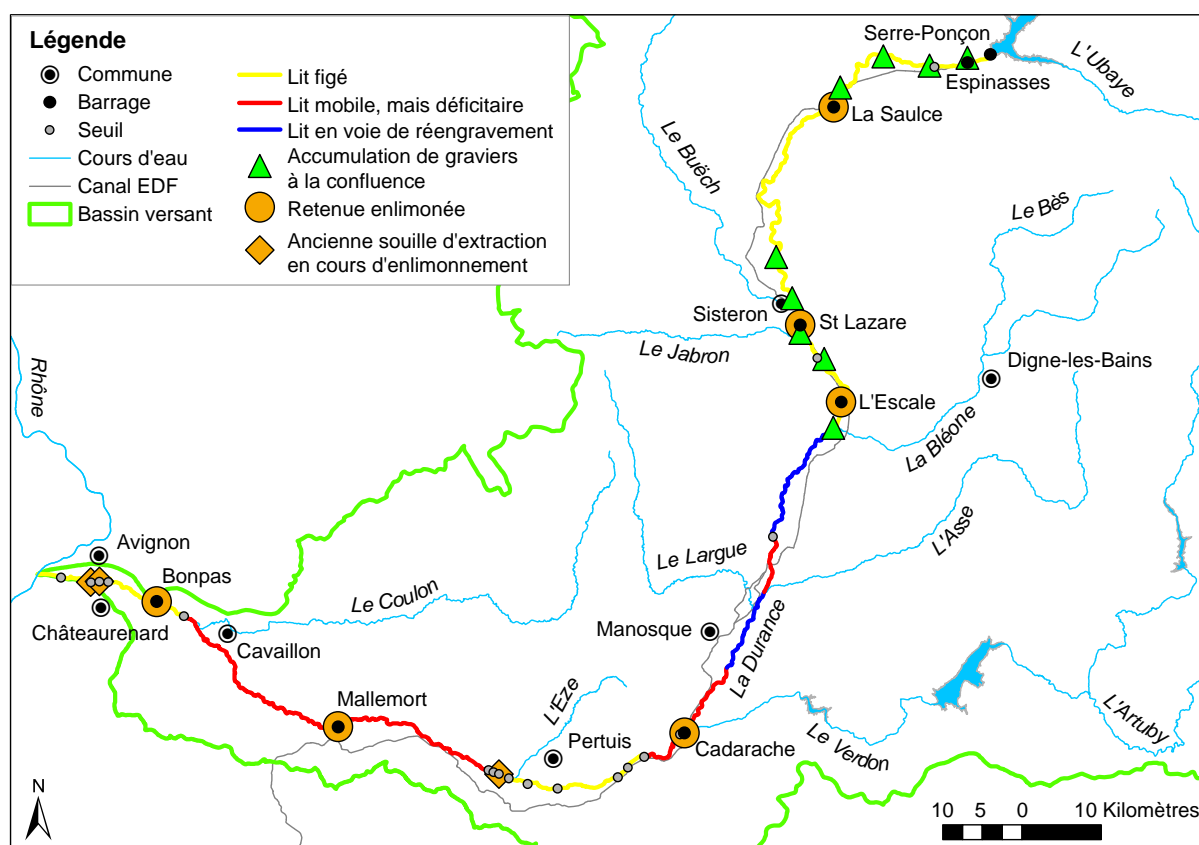 Légende
Commune
Barrage
Seuil
Cours d'eau
Canal EDF
Bassin versant
Lit figé
Lit mobile, mais déficitaire
Lit en voie de réengravement
Accumulation de graviers
à la confluence
Retenue enlimonée
Ancienne souille d'extraction
en cours d'enlimonnement
Serre-Ponçon
L'Ubaye
Espinasses
La Saulce
Le Buëch
Le Bès
Sisteron
St Lazare
Le Jabron
Digne-les-Bains
Rhône
L'Escale
La Bléone
L'Asse
Avignon
Bonpas
Le Largue
Le Coulon
Châteaurenard
Cavaillon
Manosque
La Durance
Mallemort
L'Eze
Pertuis
Cadarache
Le Verdon
L'Artuby
N
10 5 0 10 Kilomètres